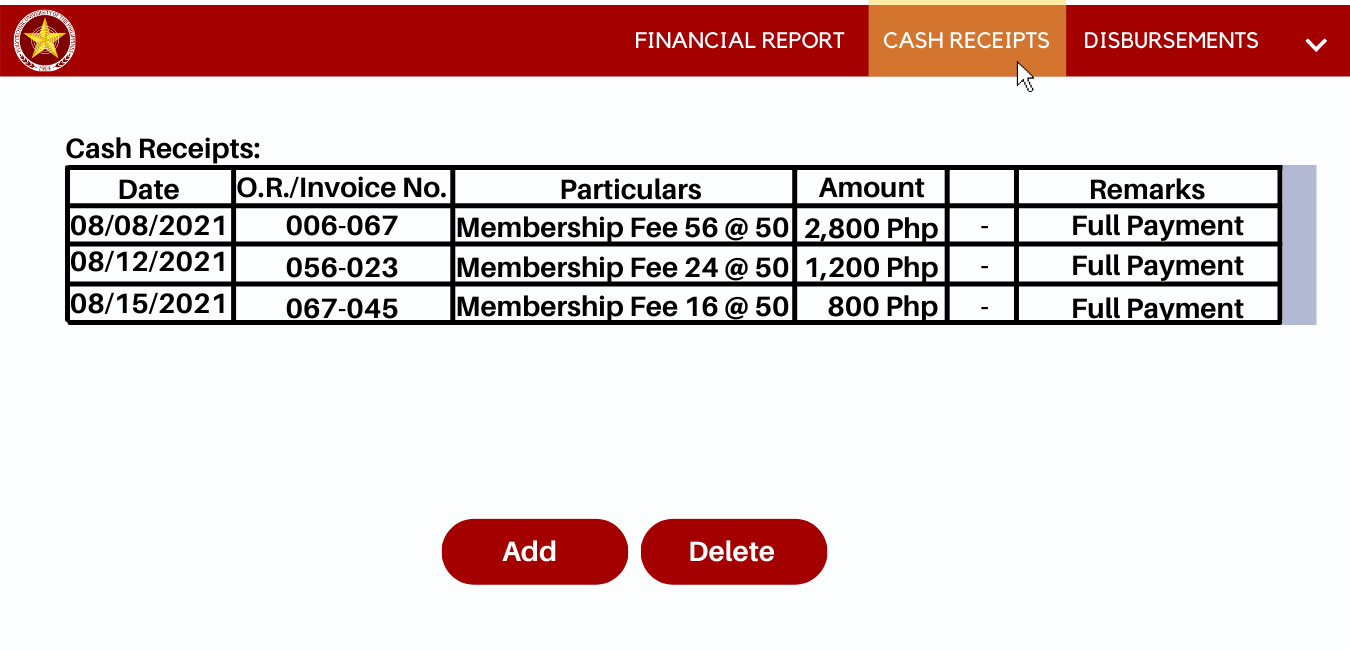 FINANCIAL REPORT CASH RECEIPTS DISBURSEMENTS
Cash Receipts:
Date O.R./Invoice No. Particulars Amount Remarks
08/08/2021 006-067 Membership Fee 56 @ 50 2,800 Php - Full Payment
08/12/2021 056-023 Membership Fee 24 @ 50 1,200 Php - Full Payment
08/15/2021 067-045 Membership Fee 16 @ 50 800 Php - Full Payment
Add Delete